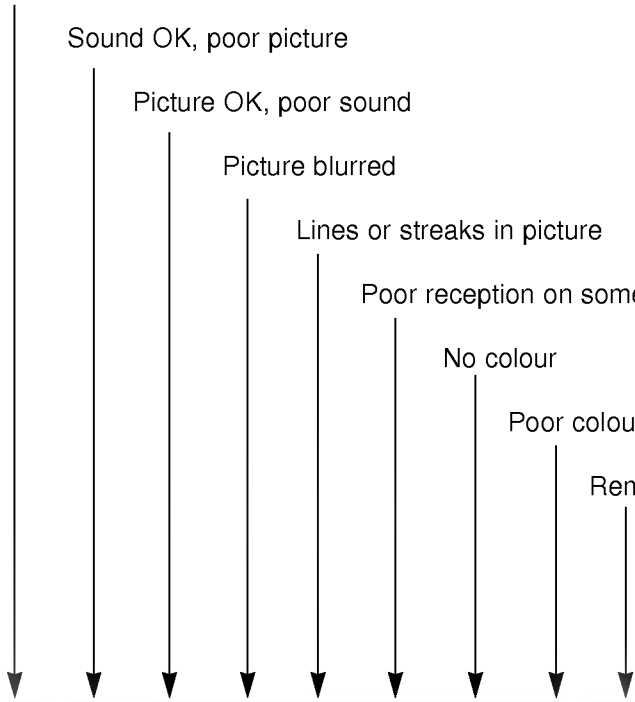 Sound OK, poor picture
Picture OK, poor sound
Picture blurred
Lines or streaks in picture
Poor reception on some
No colour
Poor colou
Rem